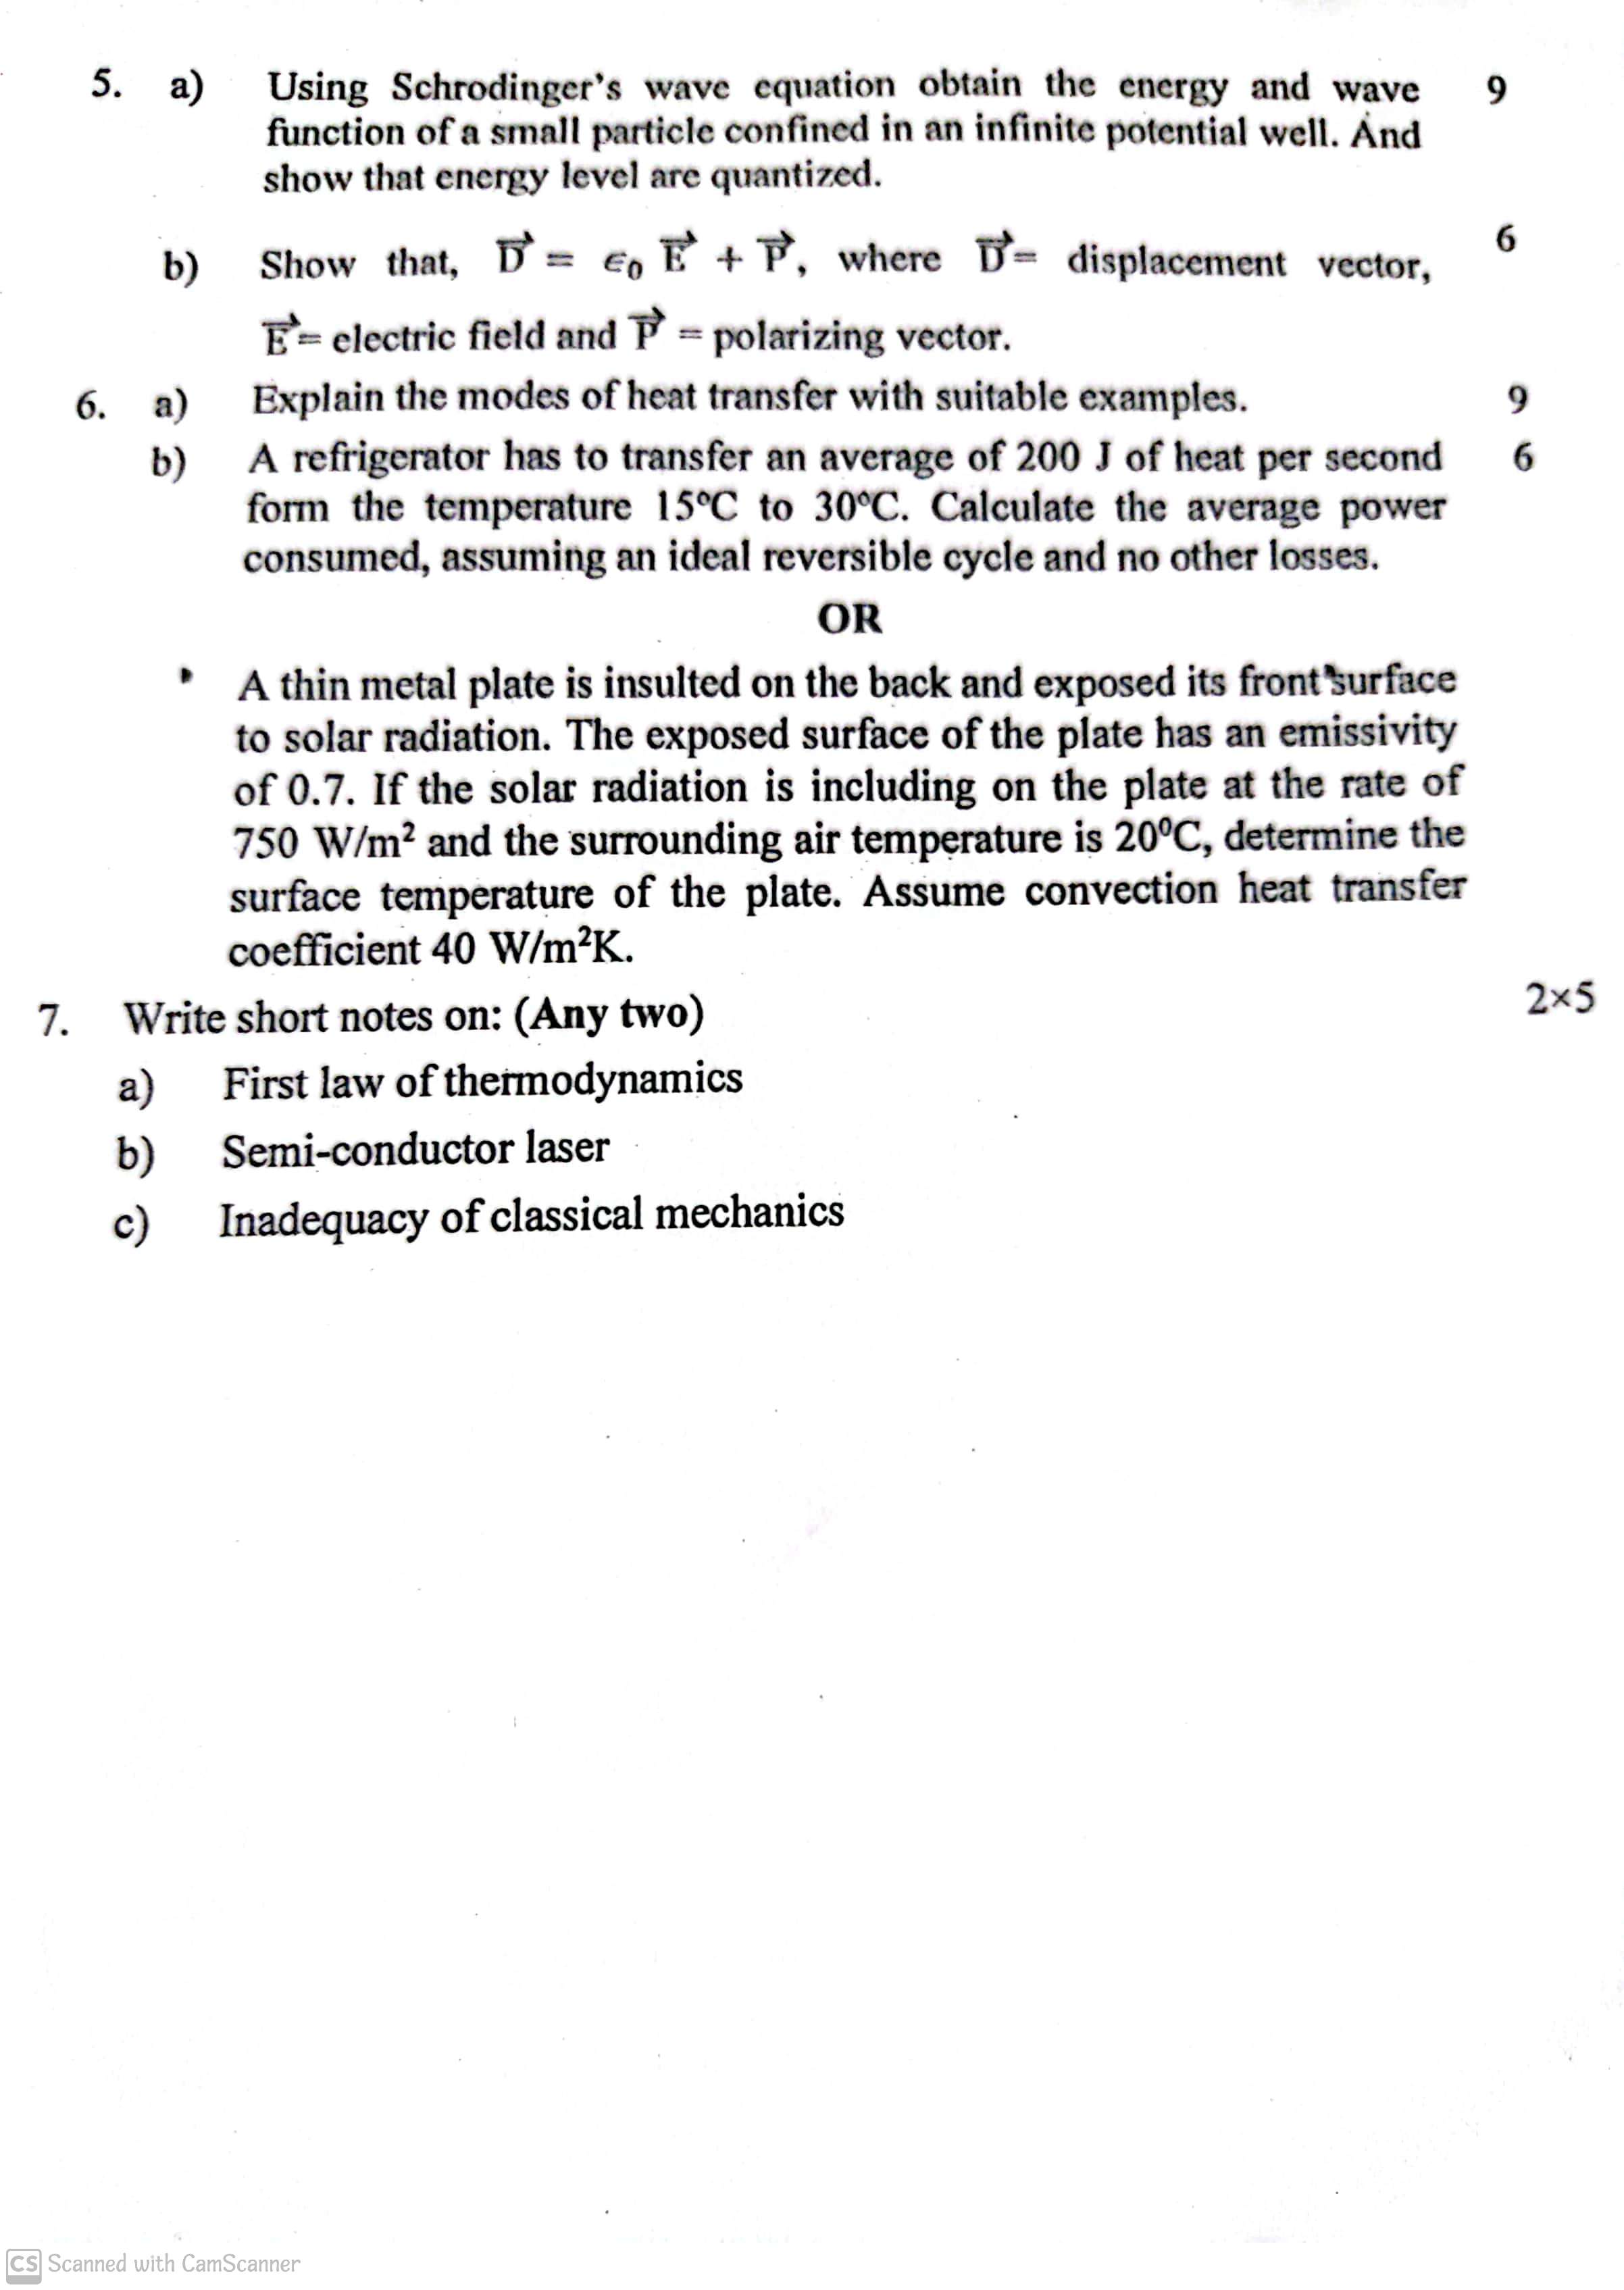 5. a) Using Schrodinger's wave equation obtain the energy and wave 9
function of a small particle confined in an infinite potential well. And
show that energy level are quantized.
b) Show that, D⃗ = ϵ₀ E⃗ + P⃗, where D⃗= displacement vector, 6
E⃗= electric field and P⃗ = polarizing vector.
6. a) Explain the modes of heat transfer with suitable examples. 9
b) A refrigerator has to transfer an average of 200 J of heat per second 6
form the temperature 15⁰C to 30⁰C. Calculate the average power
consumed, assuming an ideal reversible cycle and no other losses.
OR
A thin metal plate is insulted on the back and exposed its front surface
to solar radiation. The exposed surface of the plate has an emissivity
of 0.7. If the solar radiation is including on the plate at the rate of
750 W/m² and the surrounding air temperature is 20⁰C, determine the
surface temperature of the plate. Assume convection heat transfer
coefficient 40 W/m²K.
7. Write short notes on: (Any two) 2×5
a) First law of thermodynamics
b) Semi-conductor laser
c) Inadequacy of classical mechanics
CS Scanned with CamScanner